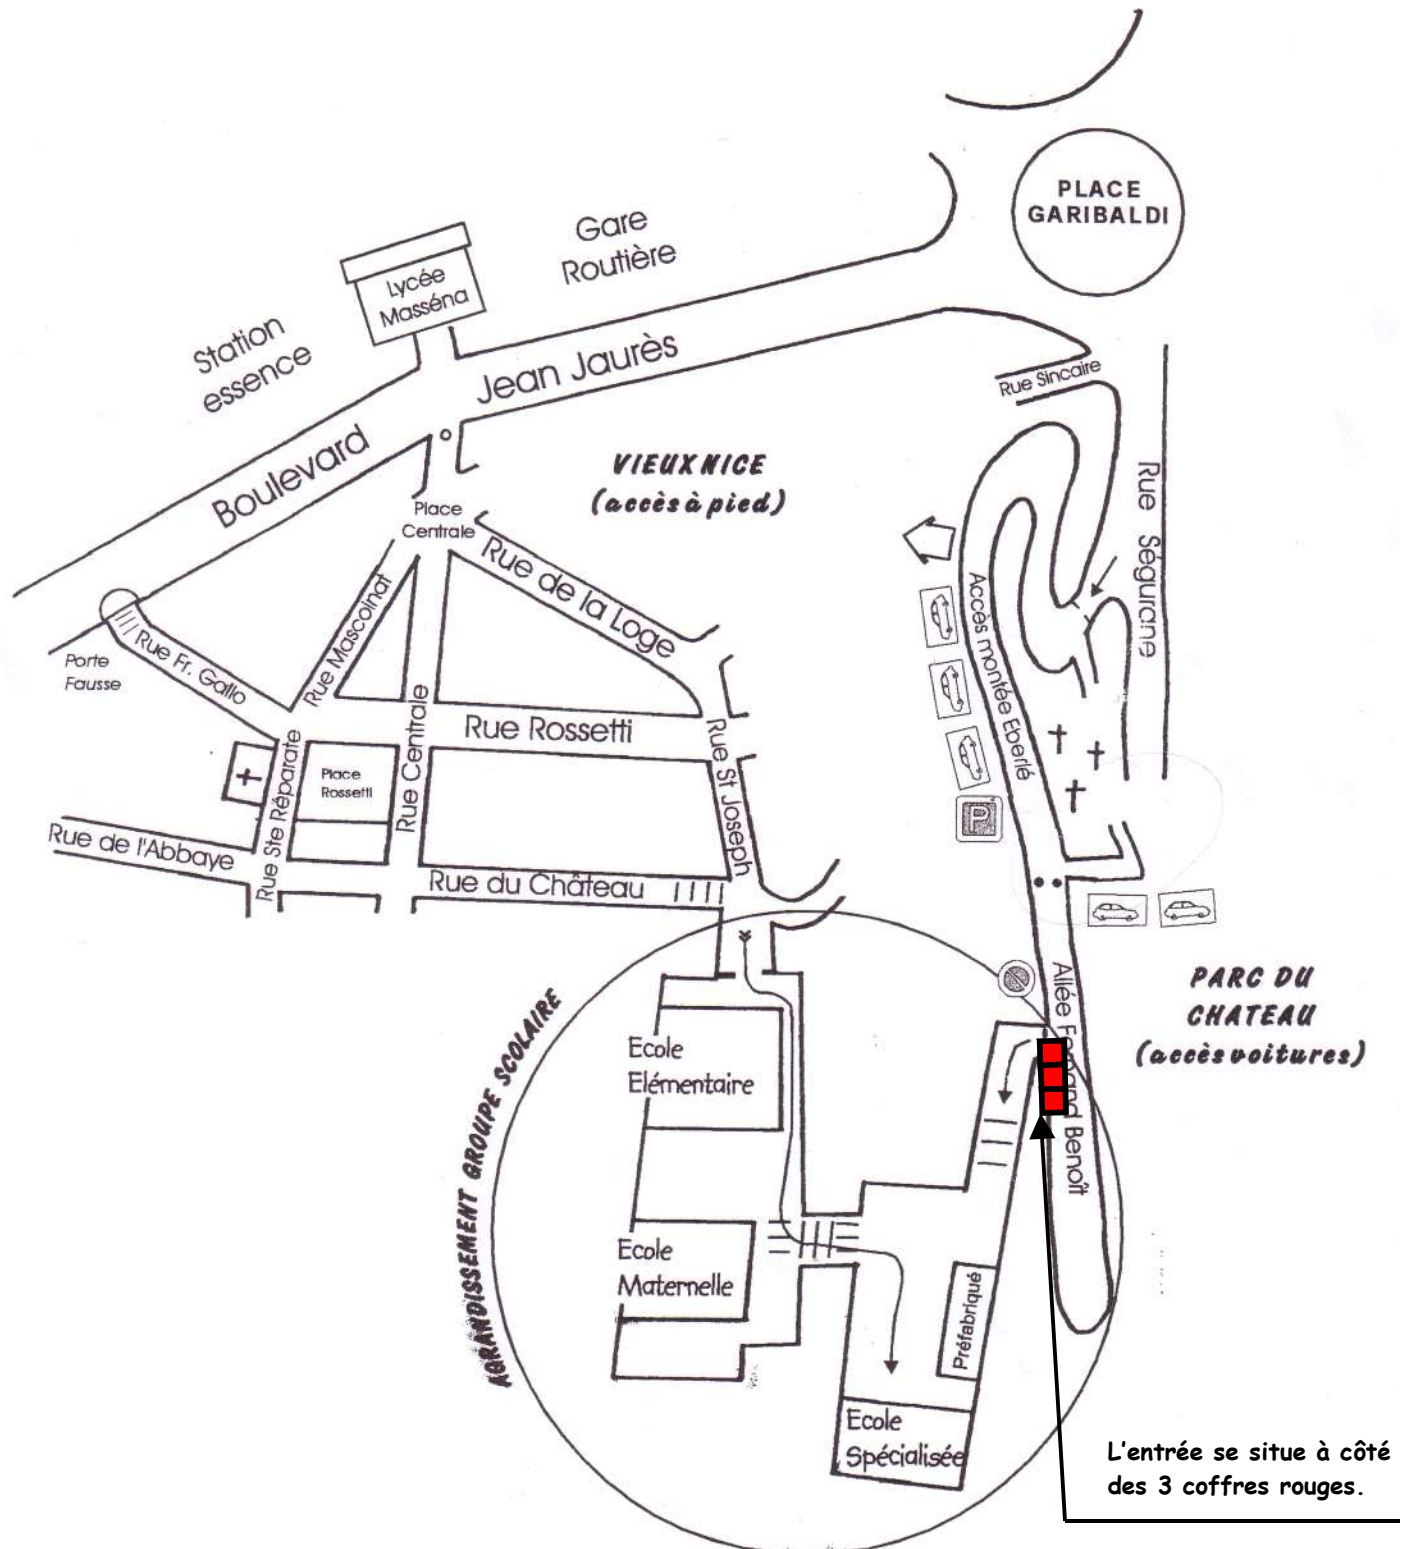 PLACE
GARIBALDI
Gare
Routière
Lycée
Masséna
Station
essence
Boulevard
Jean Jaurès
Rue Sincaire
Rue Ségurane
VIEUX NICE
(accès à pied)
Place
Centrale
Rue de la Loge
Rue Mascoinat
Rue Fr. Gallo
Porte
Fausse
Accès montée Eberlé
Rue Rossetti
Rue Centrale
Rue St Joseph
Place
Rossetti
Rue Ste Réparate
P
Rue de l'Abbaye
Rue du Château
Allée Fernand Benoît
PARC DU
CHATEAU
(accès voitures)
AGRANDISSEMENT GROUPE SCOLAIRE
Ecole
Elémentaire
Ecole
Maternelle
Préfabriqué
Ecole
Spécialisée
L'entrée se situe à côté
des 3 coffres rouges.